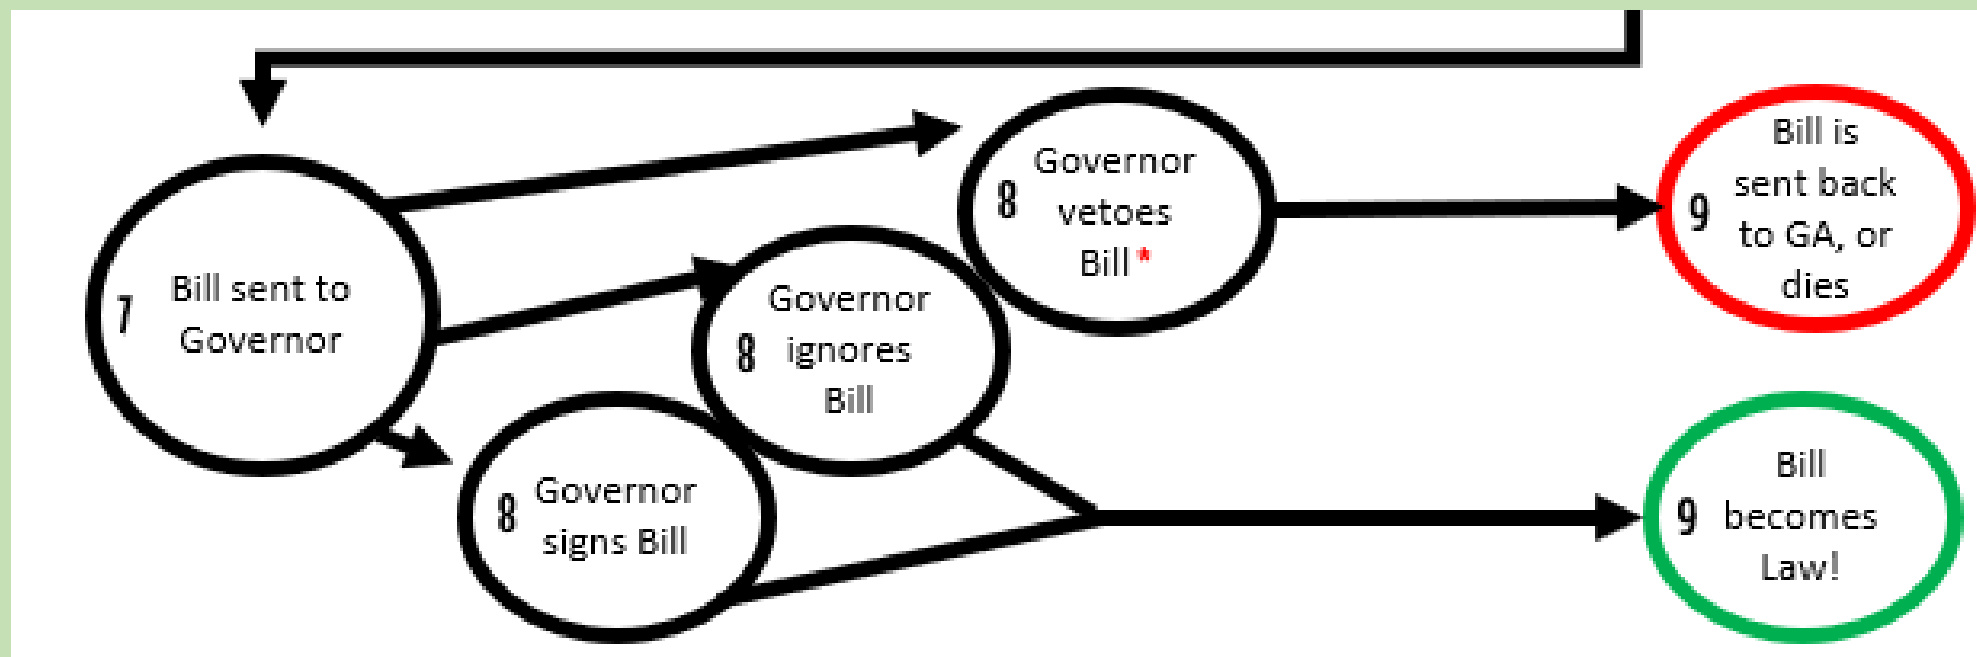 7
Bill sent to
Governor
8
Governor
vetoes
Bill*
9
Bill is
sent back
to GA, or
dies
8
Governor
ignores
Bill
8
Governor
signs Bill
9
Bill
becomes
Law!